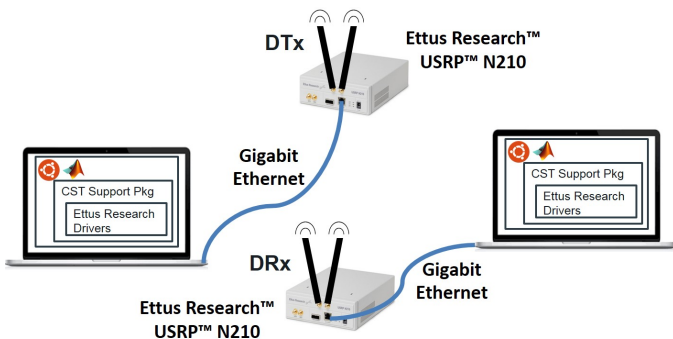 DTx
Ettus Research™
USRP™ N210
CST Support Pkg
Ettus Research
Drivers
Gigabit
Ethernet
CST Support Pkg
Ettus Research
Drivers
DRx
Gigabit
Ethernet
Ettus Research™
USRP™ N210